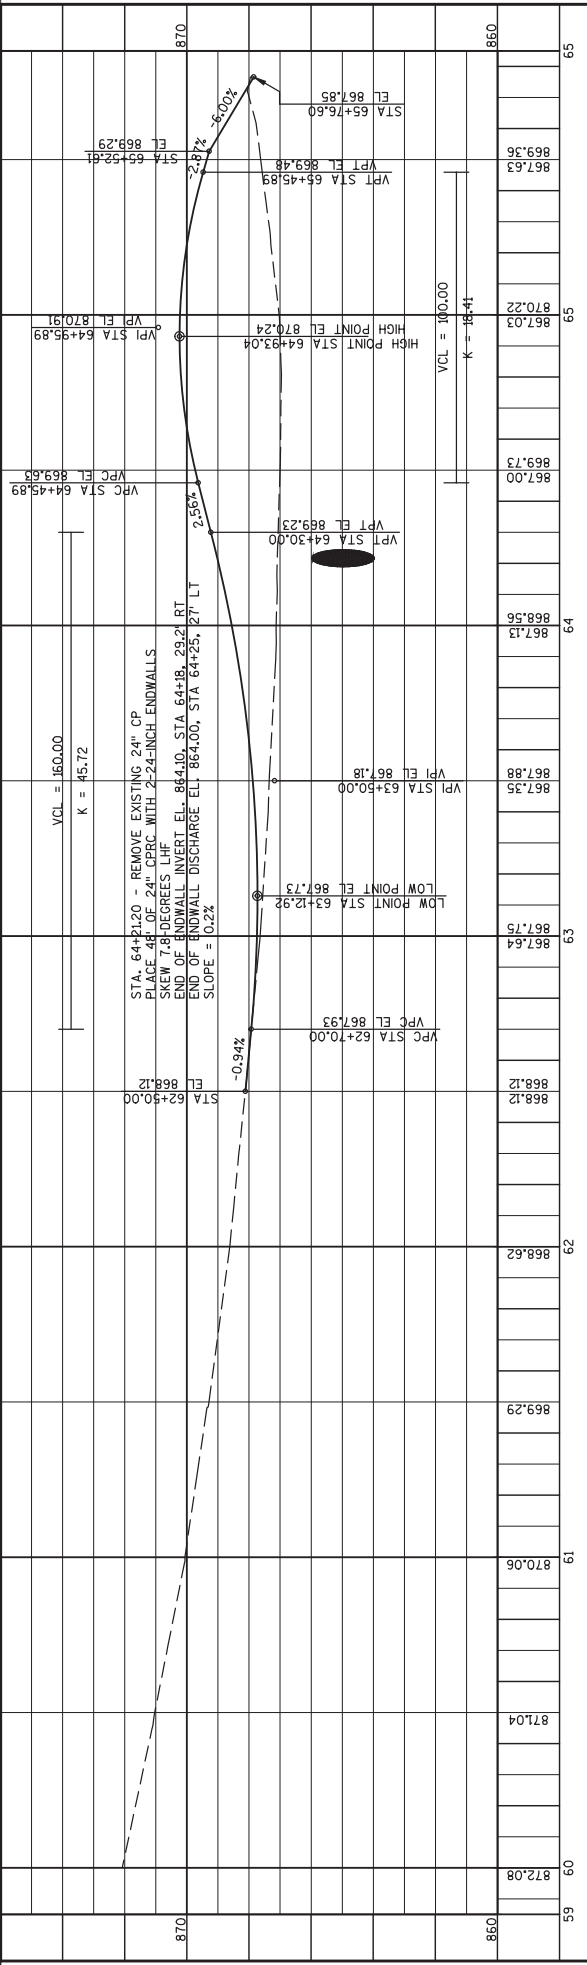 870
860
65
STA 65+76.60
EL 867.85
-6.00%
STA 65+52.61
EL 869.29
-2.87%
VPT STA 65+45.89
VPT EL 869.48
869.36
867.63
VPI STA 64+95.89
VPI EL 870.91
HIGH POINT STA 64+93.04
HIGH POINT EL 870.24
VCL = 100.00
K = 18.41
870.22
867.03
65
VPC STA 64+45.89
VPC EL 869.63
2.56%
869.73
867.00
VPT STA 64+30.00
VPT EL 869.23
868.56
867.13
64
VCL = 160.00
K = 45.72
STA. 64+21.20 - REMOVE EXISTING 24" CP
PLACE 48' OF 24" CPRC WITH 2-24-INCH ENDWALLS
SKEW 7.8-DEGREES LHF
END OF ENDWALL INVERT EL. 864.10, STA 64+18, 29.2' RT
END OF ENDWALL DISCHARGE EL. 864.00, STA 64+25, 27' LT
SLOPE = 0.2%
VPI STA 63+50.00
VPI EL 867.18
867.88
867.35
LOW POINT STA 63+12.92
LOW POINT EL 867.73
867.75
867.64
63
VPC STA 62+70.00
VPC EL 867.93
-0.94%
STA 62+50.00
EL 868.12
868.12
868.12
868.62
62
869.29
870.06
61
871.04
872.08
60
870
860
59